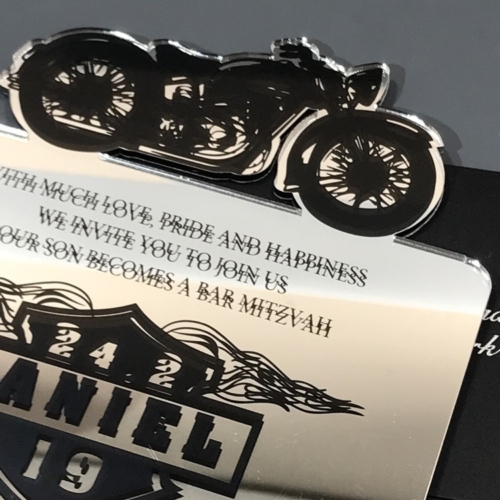 WITH MUCH LOVE, PRIDE AND HAPPINESS
WE INVITE YOU TO JOIN US
OUR SON BECOMES A BAR MITZVAH
24.2
ANIEL
19